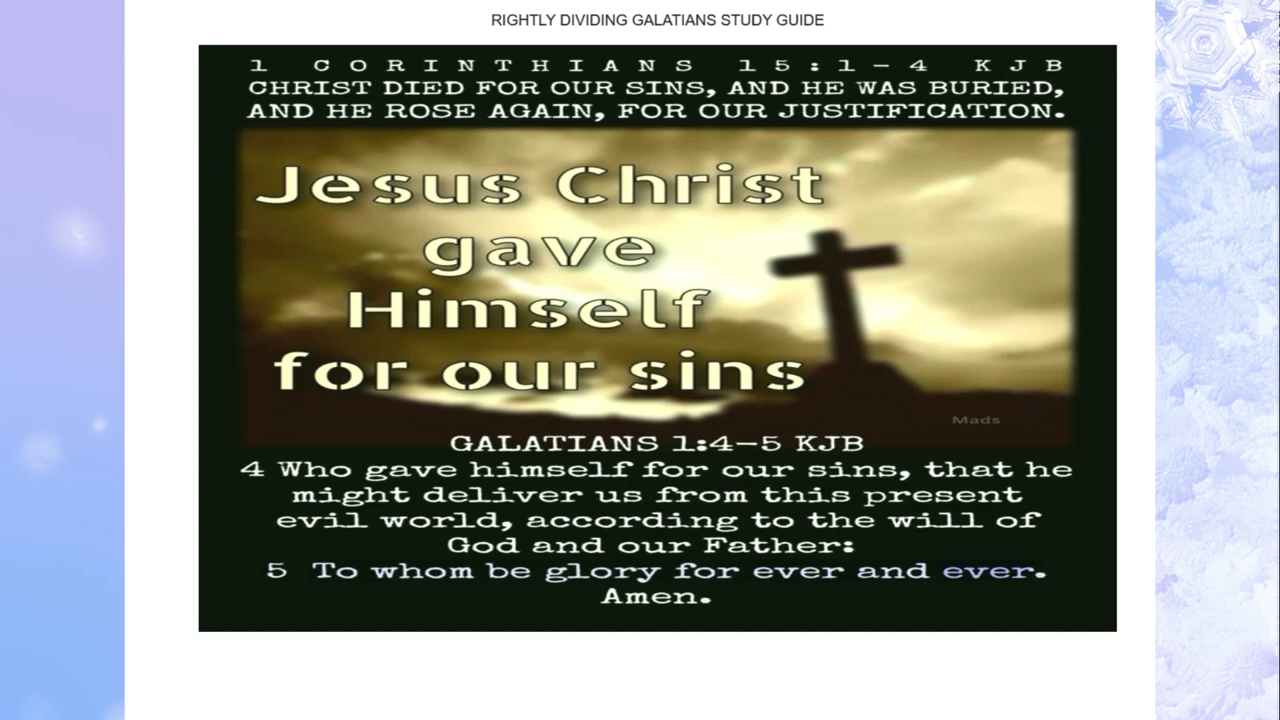 RIGHTLY DIVIDING GALATIANS STUDY GUIDE
1 CORINTHIANS 15:1-4 KJB
CHRIST DIED FOR OUR SINS, AND HE WAS BURIED,
AND HE ROSE AGAIN, FOR OUR JUSTIFICATION.
Jesus Christ
gave
Himself
for our sins
Mads
GALATIANS 1:4-5 KJB
4 Who gave himself for our sins, that he
might deliver us from this present
evil world, according to the will of
God and our Father:
5 To whom be glory for ever and ever.
Amen.